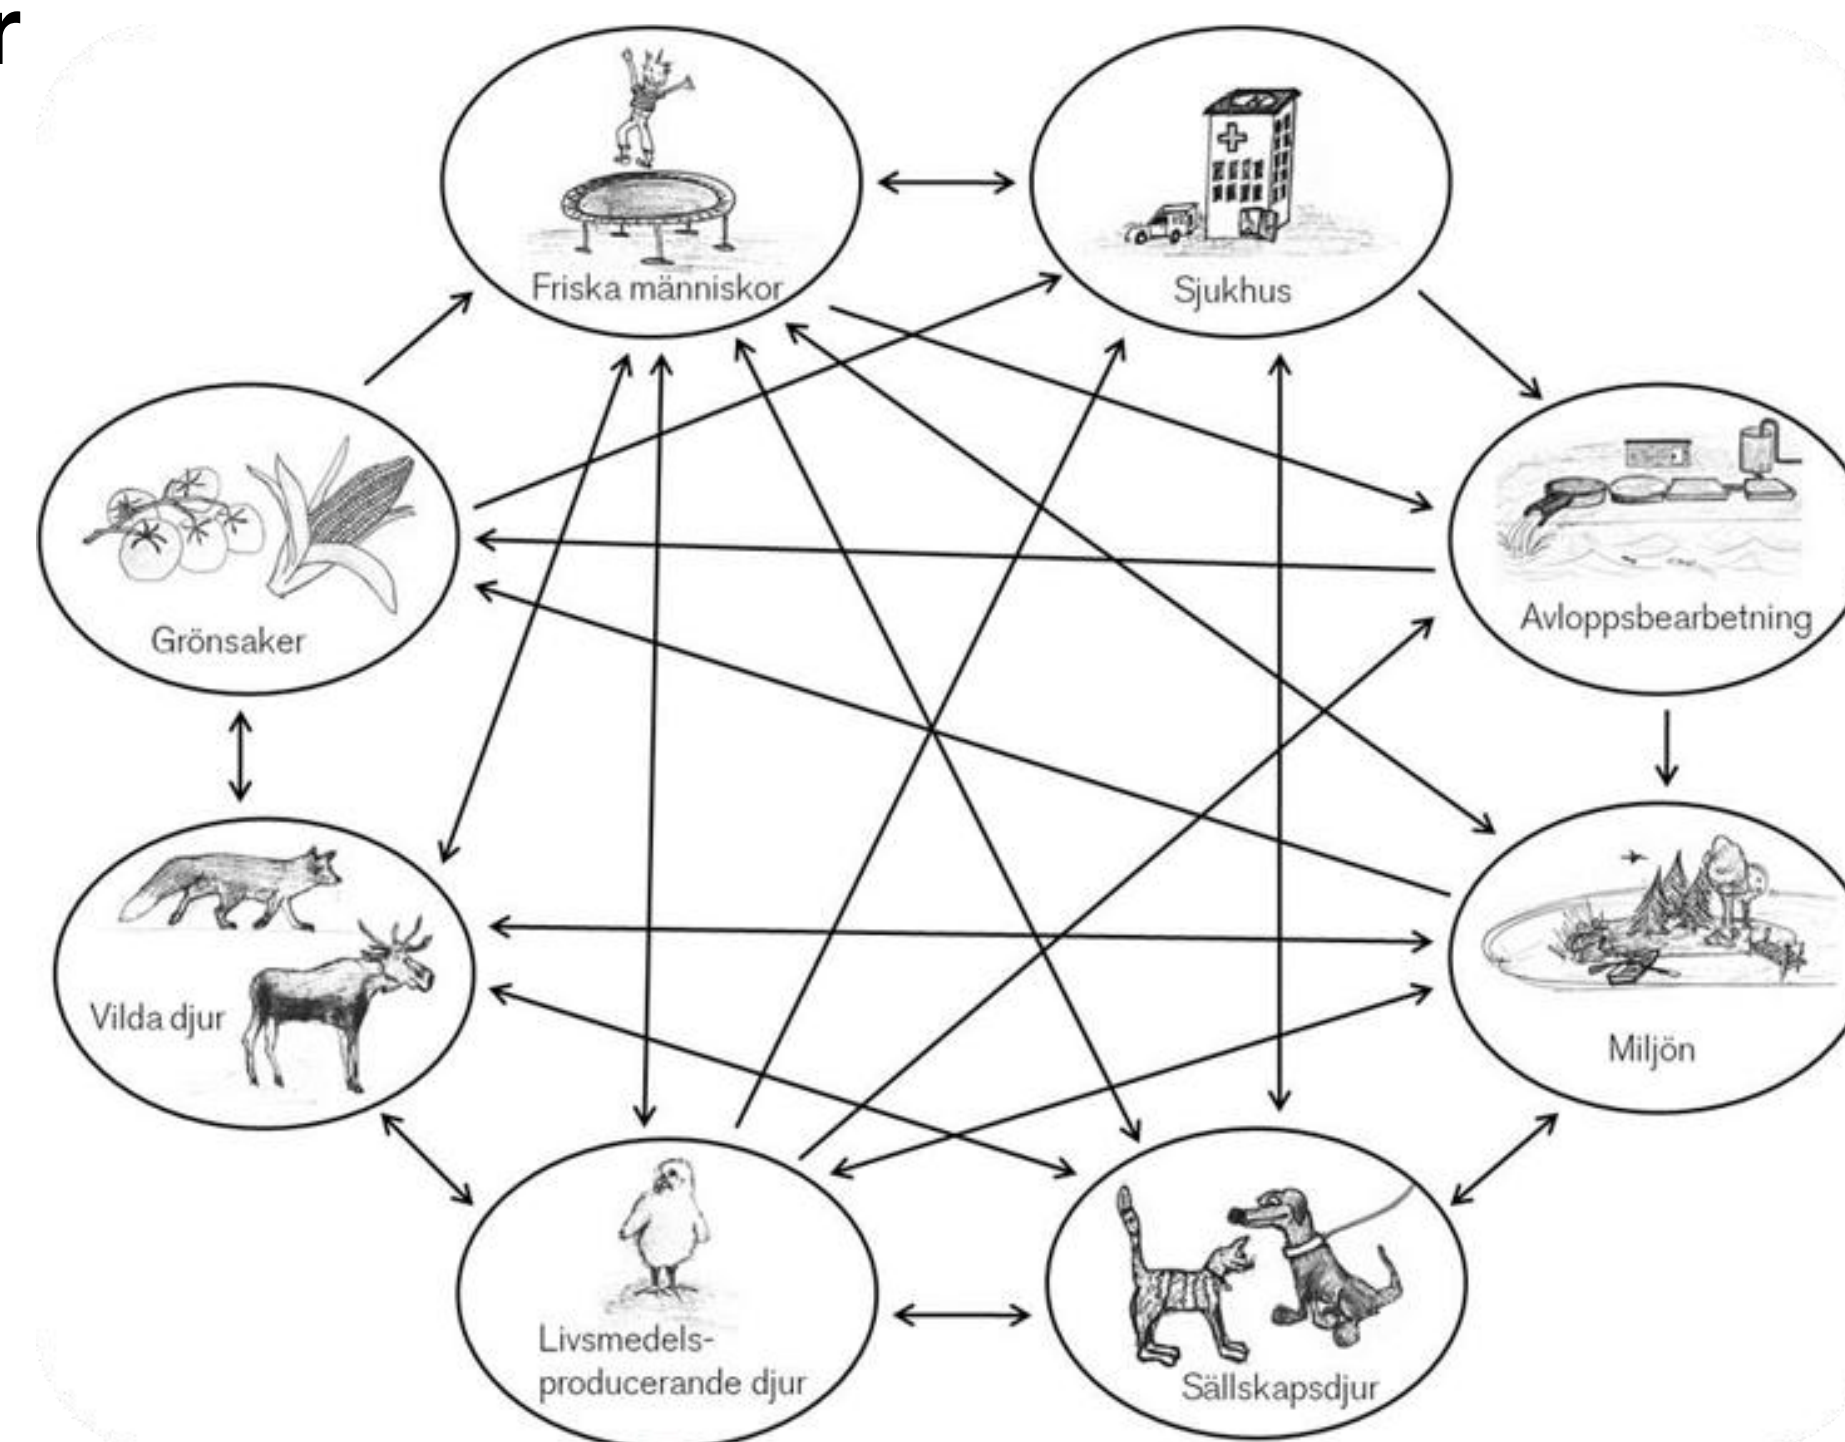 r
Friska människor
Sjukhus
Grönsaker
Avloppsbearbetning
Vilda djur
Miljön
Livsmedels-
producerande djur
Sällskapsdjur